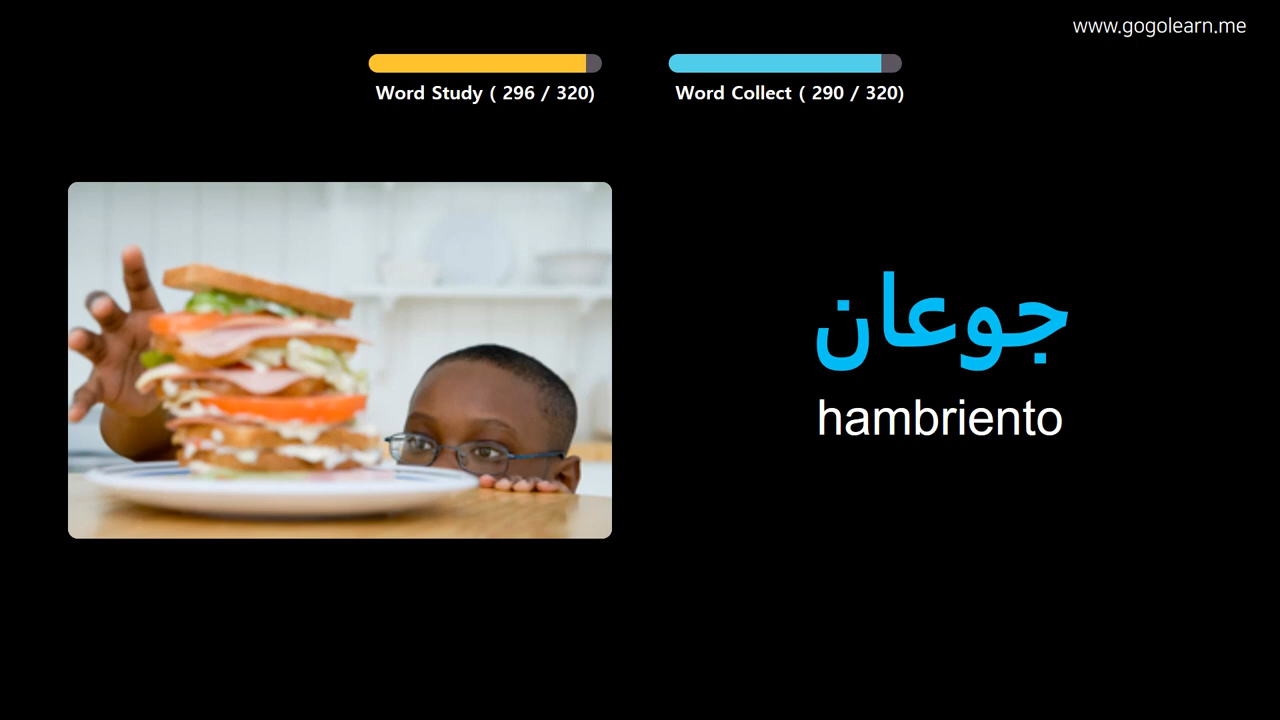 www.gogolearn.me
Word Study ( 296 / 320)
Word Collect ( 290 / 320)
جوعان
hambriento